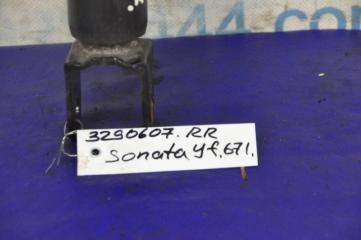 3290607. RR
Sonata yf. 671.